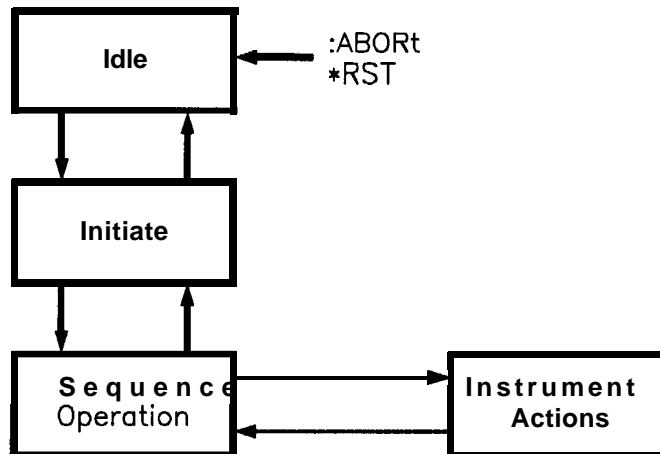 Idle
:ABORt
*RST
Initiate
Sequence
Operation
Instrument
Actions